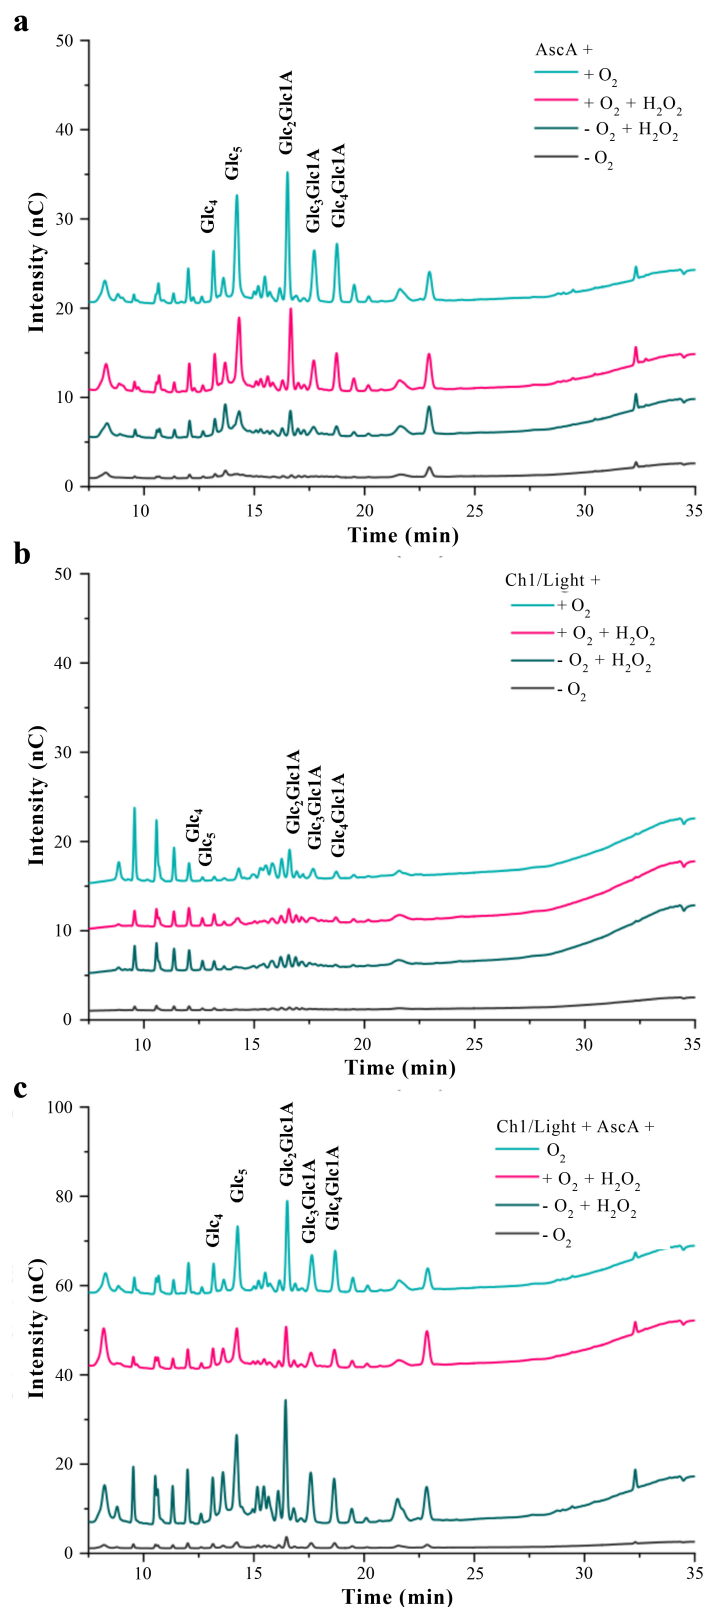 a
AscA +
+ O₂
+ O₂ + H₂O₂
- O₂ + H₂O₂
- O₂
Glc₄
Glc₅
Glc₂Glc1A
Glc₃Glc1A
Glc₄Glc1A
50
40
30
20
10
0
Intensity (nC)
10 15 20 25 30 35
Time (min)
b
Ch1/Light +
+ O₂
+ O₂ + H₂O₂
- O₂ + H₂O₂
- O₂
Glc₄
Glc₅
Glc₂Glc1A
Glc₃Glc1A
Glc₄Glc1A
50
40
30
20
10
0
Intensity (nC)
10 15 20 25 30 35
Time (min)
c
Ch1/Light + AscA +
O₂
+ O₂ + H₂O₂
- O₂ + H₂O₂
- O₂
Glc₄
Glc₅
Glc₂Glc1A
Glc₃Glc1A
Glc₄Glc1A
100
80
60
40
20
0
Intensity (nC)
10 15 20 25 30 35
Time (min)